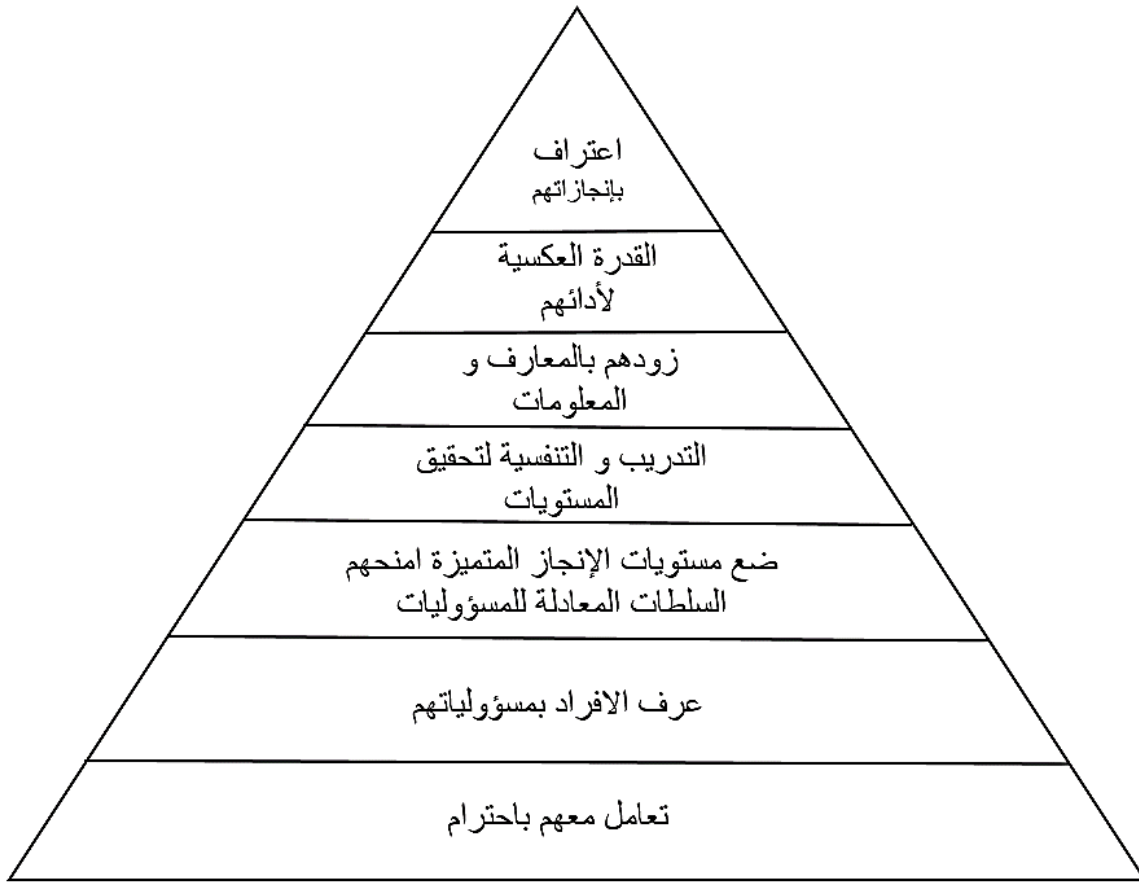 اعتراف
بإنجازاتهم
القدرة العكسية
لأدائهم
زودهم بالمعارف و
المعلومات
التدريب و التنفسية لتحقيق
المستويات
ضع مستويات الإنجاز المتميزة امنحهم
السلطات المعادلة للمسؤوليات
عرف الافراد بمسؤولياتهم
تعامل معهم باحترام